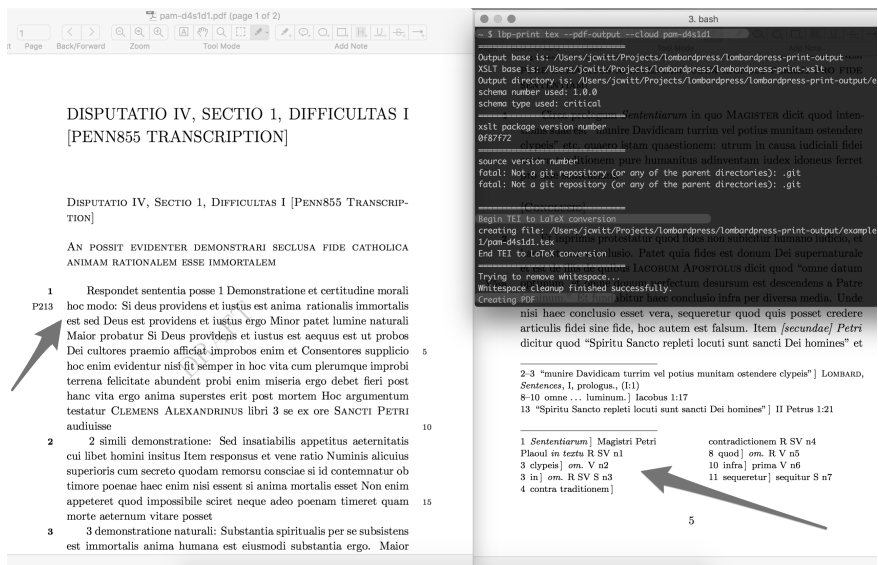 pam-d4s1d1.pdf (page 1 of 2)
1
Page
Back/Forward
Zoom
Tool Mode
Add Note
DISPUTATIO IV, SECTIO 1, DIFFICULTAS I
[PENN855 TRANSCRIPTION]
DISPUTATIO IV, SECTIO 1, DIFFICULTAS I [PENN855 TRANSCRIP-
TION]
AN POSSIT EVIDENTER DEMONSTRARI SECLUSA FIDE CATHOLICA
ANIMAM RATIONALEM ESSE IMMORTALEM
1 Respondet sententia posse 1 Demonstratione et certitudine morali
P213 hoc modo: Si deus providens et iustus est anima rationalis immortalis
est sed Deus est providens et iustus ergo Minor patet lumine naturali
Maior probatur Si Deus providens et iustus est aequus est ut probos
Dei cultores praemio afficiat improbos enim et Consentores supplicio 5
hoc enim evidentur nisi fit semper in hoc vita cum plerumque improbi
terrena felicitate abundent probi enim miseria ergo debet fieri post
hanc vita ergo anima superstes erit post mortem Hoc argumentum
testatur CLEMENS ALEXANDRINUS libri 3 se ex ore SANCTI PETRI
audiuisse 10
2 2 simili demonstratione: Sed insatiabilis appetitus aeternitatis
cui libet homini insitus Item responsus et vene ratio Numinis alicuius
superioris cum secreto quodam remorsu consciae si id contemnatur ob
timore poenae haec enim nisi essent si anima mortalis esset Non enim
appeteret quod impossibile sciret neque adeo poenam timeret quam 15
morte aeternum vitare posset
3 3 demonstratione naturali: Substantia spiritualis per se subsistens
est immortalis anima humana est eiusmodi substantia ergo. Maior
DRAFT
3. bash
~ $ lbp-print tex --pdf-output --cloud pam-d4s1d1
==============================
Output base is: /Users/jcwitt/Projects/lombardpress/lombardpress-print-output
XSLT base is: /Users/jcwitt/Projects/lombardpress/lombardpress-print-xslt
Output directory is: /Users/jcwitt/Projects/lombardpress/lombardpress-print-output/e
schema number used: 1.0.0
schema type used: critical
==============================
xslt package version number
0f87f72
==============================
source version number
fatal: Not a git repository (or any of the parent directories): .git
fatal: Not a git repository (or any of the parent directories): .git
==============================
Begin TEI to LaTeX conversion
creating file: /Users/jcwitt/Projects/lombardpress/lombardpress-print-output/example
1/pam-d4s1d1.tex
End TEI to LaTeX conversion
==============================
Trying to remove whitespace...
Whitespace cleanup finished successfully.
Creating PDF
nisi haec conclusio esset vera, sequeretur quod quis posset credere
articulis fidei sine fide, hoc autem est falsum. Item [secundae] Petri
dicitur quod “Spiritu Sancto repleti locuti sunt sancti Dei homines” et
2–3 “munire Davidicam turrim vel potius munitam ostendere clypeis” ] LOMBARD,
Sentences, I, prologus., (I:1)
8–10 omne . . . luminum. ] Iacobus 1:17
13 “Spiritu Sancto repleti locuti sunt sancti Dei homines” ] II Petrus 1:21
1 Sententiarum ] Magistri Petri
Plaoul in textu R SV n1
3 clypeis ] om. V n2
3 in ] om. R SV S n3
4 contra traditionem ]
contradictionem R SV n4
8 quod ] om. R V n5
10 infra ] prima V n6
11 sequeretur ] sequitur S n7
5